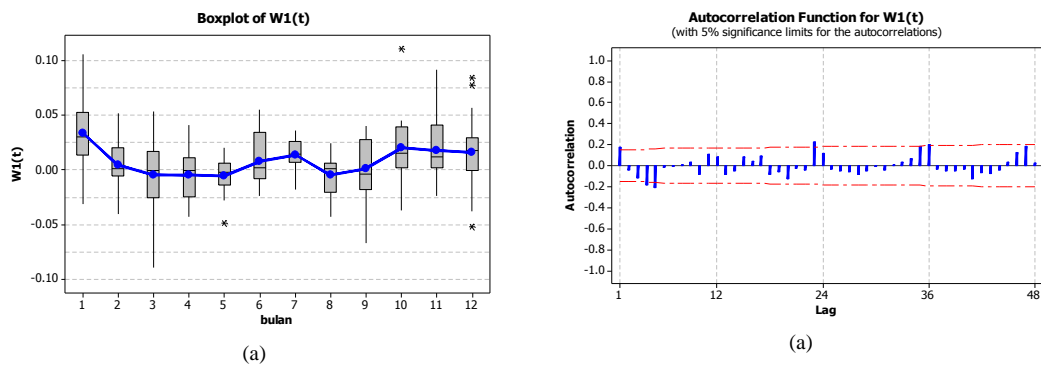 Boxplot of W1(t)
W1(t)
0.10
0.05
0.00
-0.05
-0.10
1 2 3 4 5 6 7 8 9 10 11 12
bulan
(a)
Autocorrelation Function for W1(t)
(with 5% significance limits for the autocorrelations)
Autocorrelation
1.0
0.8
0.6
0.4
0.2
0.0
-0.2
-0.4
-0.6
-0.8
-1.0
1 12 24 36 48
Lag
(a)